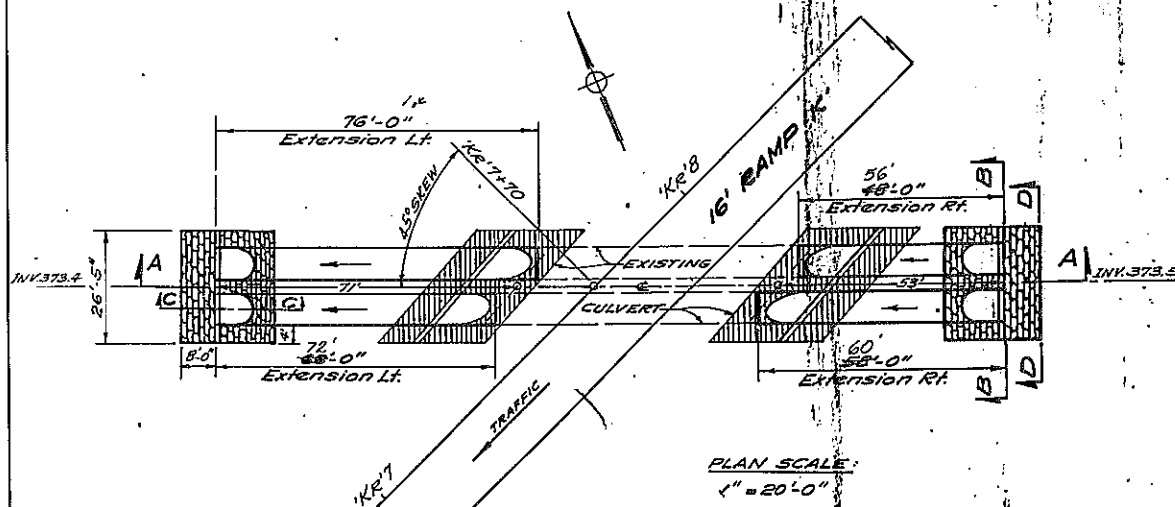 76'-0"
Extension Lt.
45° SKEW
'KR'7+70
'KR'8
16' RAMP 'K'
56'
48'-0"
Extension Rt.
B
D
A
INV. 373.4
26'-5"
C
C
71'
EXISTING
CULVERT
53'
A
INV. 373.5
4'
8'-0"
72'
Extension Lt.
60'
58'-0"
Extension Rt.
B
D
TRAFFIC
'KR'7
PLAN SCALE:
1" = 20'-0"